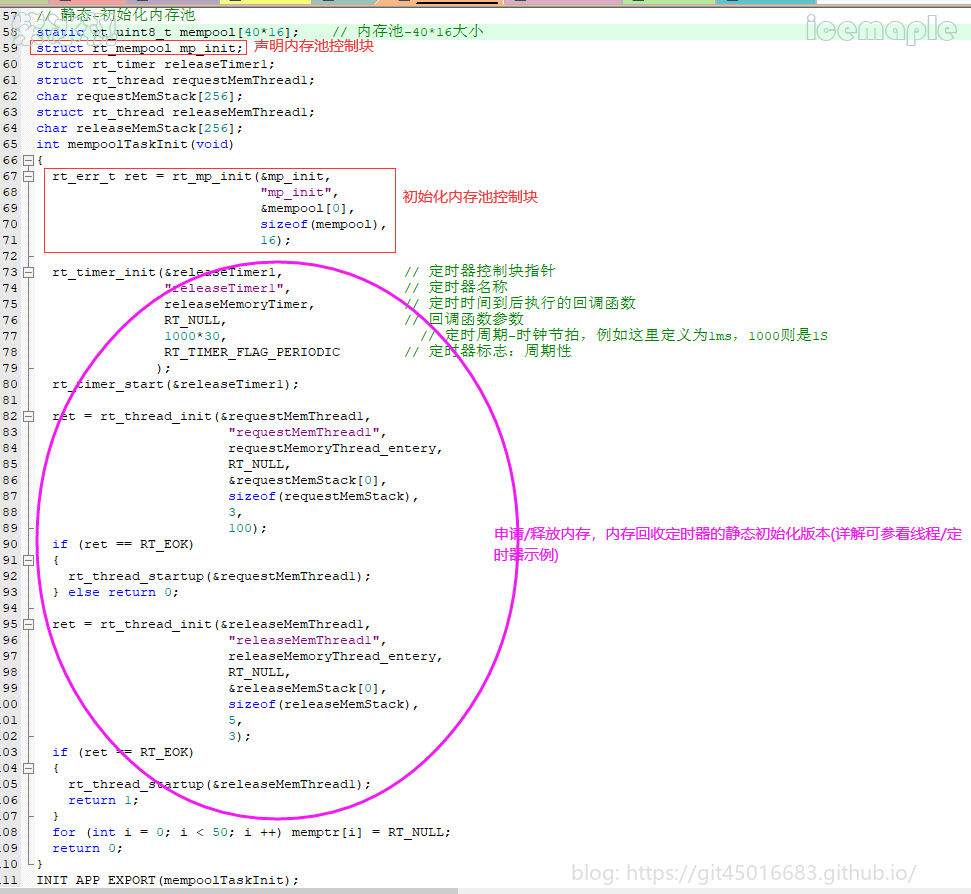 57 // 静态-初始化内存池
58 static rt_uint8_t mempool[40*16]; // 内存池-40*16大小
icemaple
59 struct rt_mempool mp_init; 声明内存池控制块
60 struct rt_timer releaseTimer1;
61 struct rt_thread requestMemThread1;
62 char requestMemStack[256];
63 struct rt_thread releaseMemThread1;
64 char releaseMemStack[256];
65 int mempoolTaskInit(void)
66 {
67 rt_err_t ret = rt_mp_init(&mp_init,
68 "mp_init",
69 &mempool[0],
初始化内存池控制块
70 sizeof(mempool),
71 16);
72
73 rt_timer_init(&releaseTimer1, // 定时器控制块指针
74 "releaseTimer1", // 定时器名称
75 releaseMemoryTimer, // 定时时间到后执行的回调函数
76 RT_NULL, // 回调函数参数
77 1000*30, // 定时周期-时钟节拍，例如这里定义为1ms，1000则是1S
78 RT_TIMER_FLAG_PERIODIC // 定时器标志：周期性
79 );
80 rt_timer_start(&releaseTimer1);
81
82 ret = rt_thread_init(&requestMemThread1,
83 "requestMemThread1",
84 requestMemoryThread_entery,
85 RT_NULL,
86 &requestMemStack[0],
87 sizeof(requestMemStack),
88 3,
89 100);
申请/释放内存，内存回收定时器的静态初始化版本(详解可参看线程/定
时器示例)
90 if (ret == RT_EOK)
91 {
92 rt_thread_startup(&requestMemThread1);
93 } else return 0;
94
95 ret = rt_thread_init(&releaseMemThread1,
96 "releaseMemThread1",
97 releaseMemoryThread_entery,
98 RT_NULL,
99 &releaseMemStack[0],
00 sizeof(releaseMemStack),
01 5,
02 3);
03 if (ret == RT_EOK)
04 {
05 rt_thread_startup(&releaseMemThread1);
06 return 1;
07 }
08 for (int i = 0; i < 50; i ++) memptr[i] = RT_NULL;
09 return 0;
10 }
11 INIT_APP_EXPORT(mempoolTaskInit);
blog: https://git45016683.github.io/